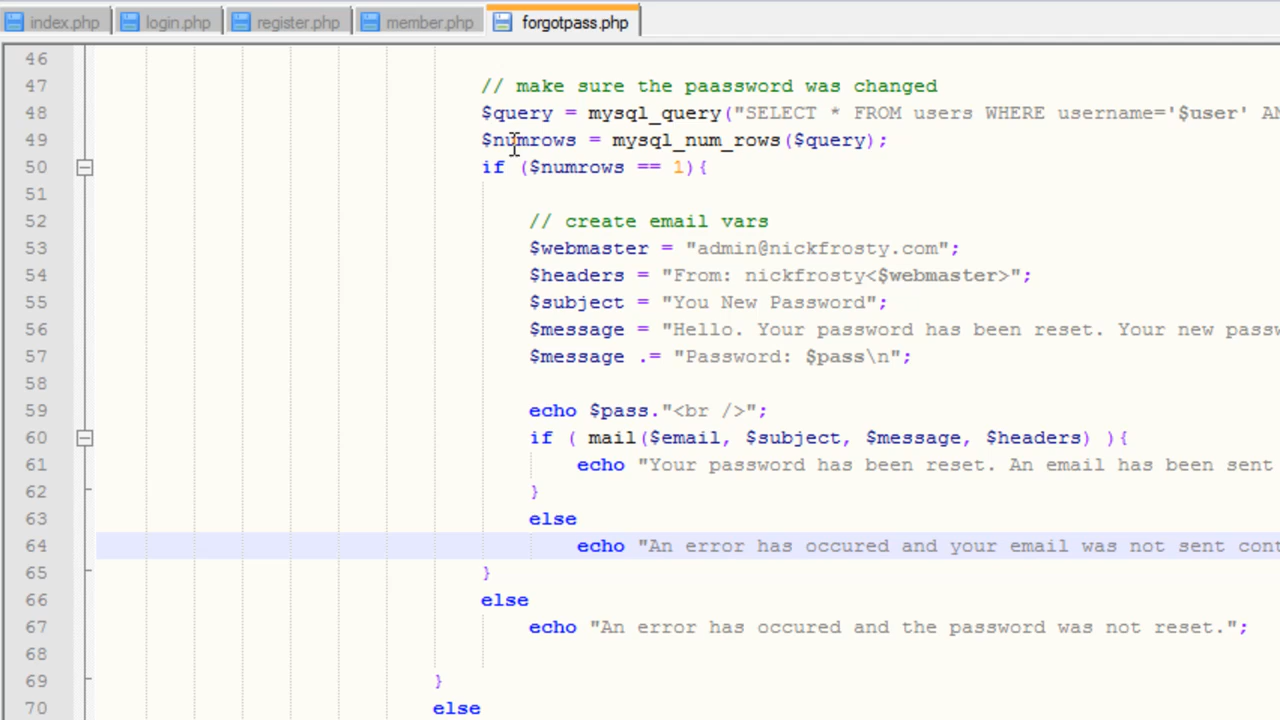 index.php login.php register.php member.php forgotpass.php
46
47 // make sure the paassword was changed
48 $query = mysql_query("SELECT * FROM users WHERE username='$user' AN
49 $numrows = mysql_num_rows($query);
50 if ($numrows == 1){
51
52 // create email vars
53 $webmaster = "admin@nickfrosty.com";
54 $headers = "From: nickfrosty<$webmaster>";
55 $subject = "You New Password";
56 $message = "Hello. Your password has been reset. Your new passw
57 $message .= "Password: $pass\n";
58
59 echo $pass."<br />";
60 if ( mail($email, $subject, $message, $headers) ){
61 echo "Your password has been reset. An email has been sent
62 }
63 else
64 echo "An error has occured and your email was not sent cont
65 }
66 else
67 echo "An error has occured and the password was not reset.";
68
69 }
70 else